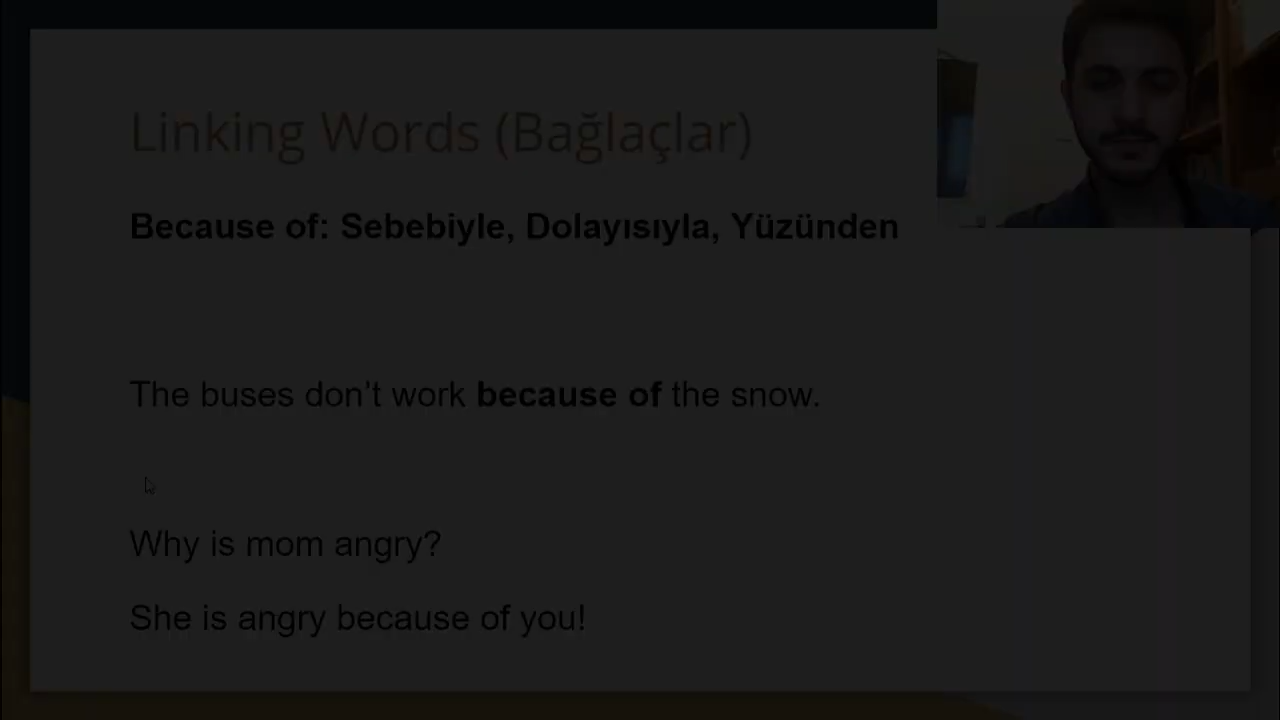 Linking Words (Bağlaçlar)
Because of: Sebebiyle, Dolayısıyla, Yüzünden
The buses don't work because of the snow.
Why is mom angry?
She is angry because of you!